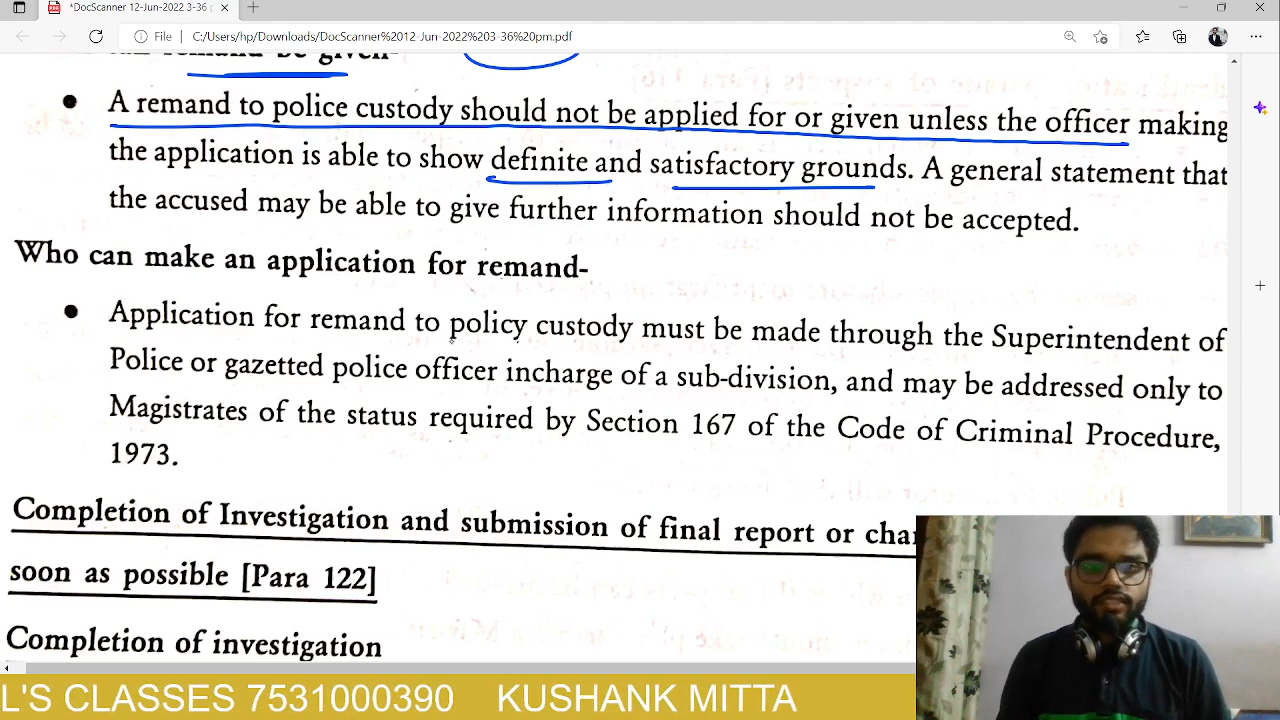 *DocScanner 12-Jun-2022 3-36
File C:/Users/hp/Downloads/DocScanner%2012-Jun-2022%203-36%20pm.pdf
remand be given-
• A remand to police custody should not be applied for or given unless the officer making
the application is able to show definite and satisfactory grounds. A general statement that
the accused may be able to give further information should not be accepted.
Who can make an application for remand-
• Application for remand to policy custody must be made through the Superintendent of
Police or gazetted police officer incharge of a sub-division, and may be addressed only to
Magistrates of the status required by Section 167 of the Code of Criminal Procedure,
1973.
Completion of Investigation and submission of final report or
soon as possible [Para 122]
Completion of investigation
L'S CLASSES 7531000390 KUSHANK MITTA